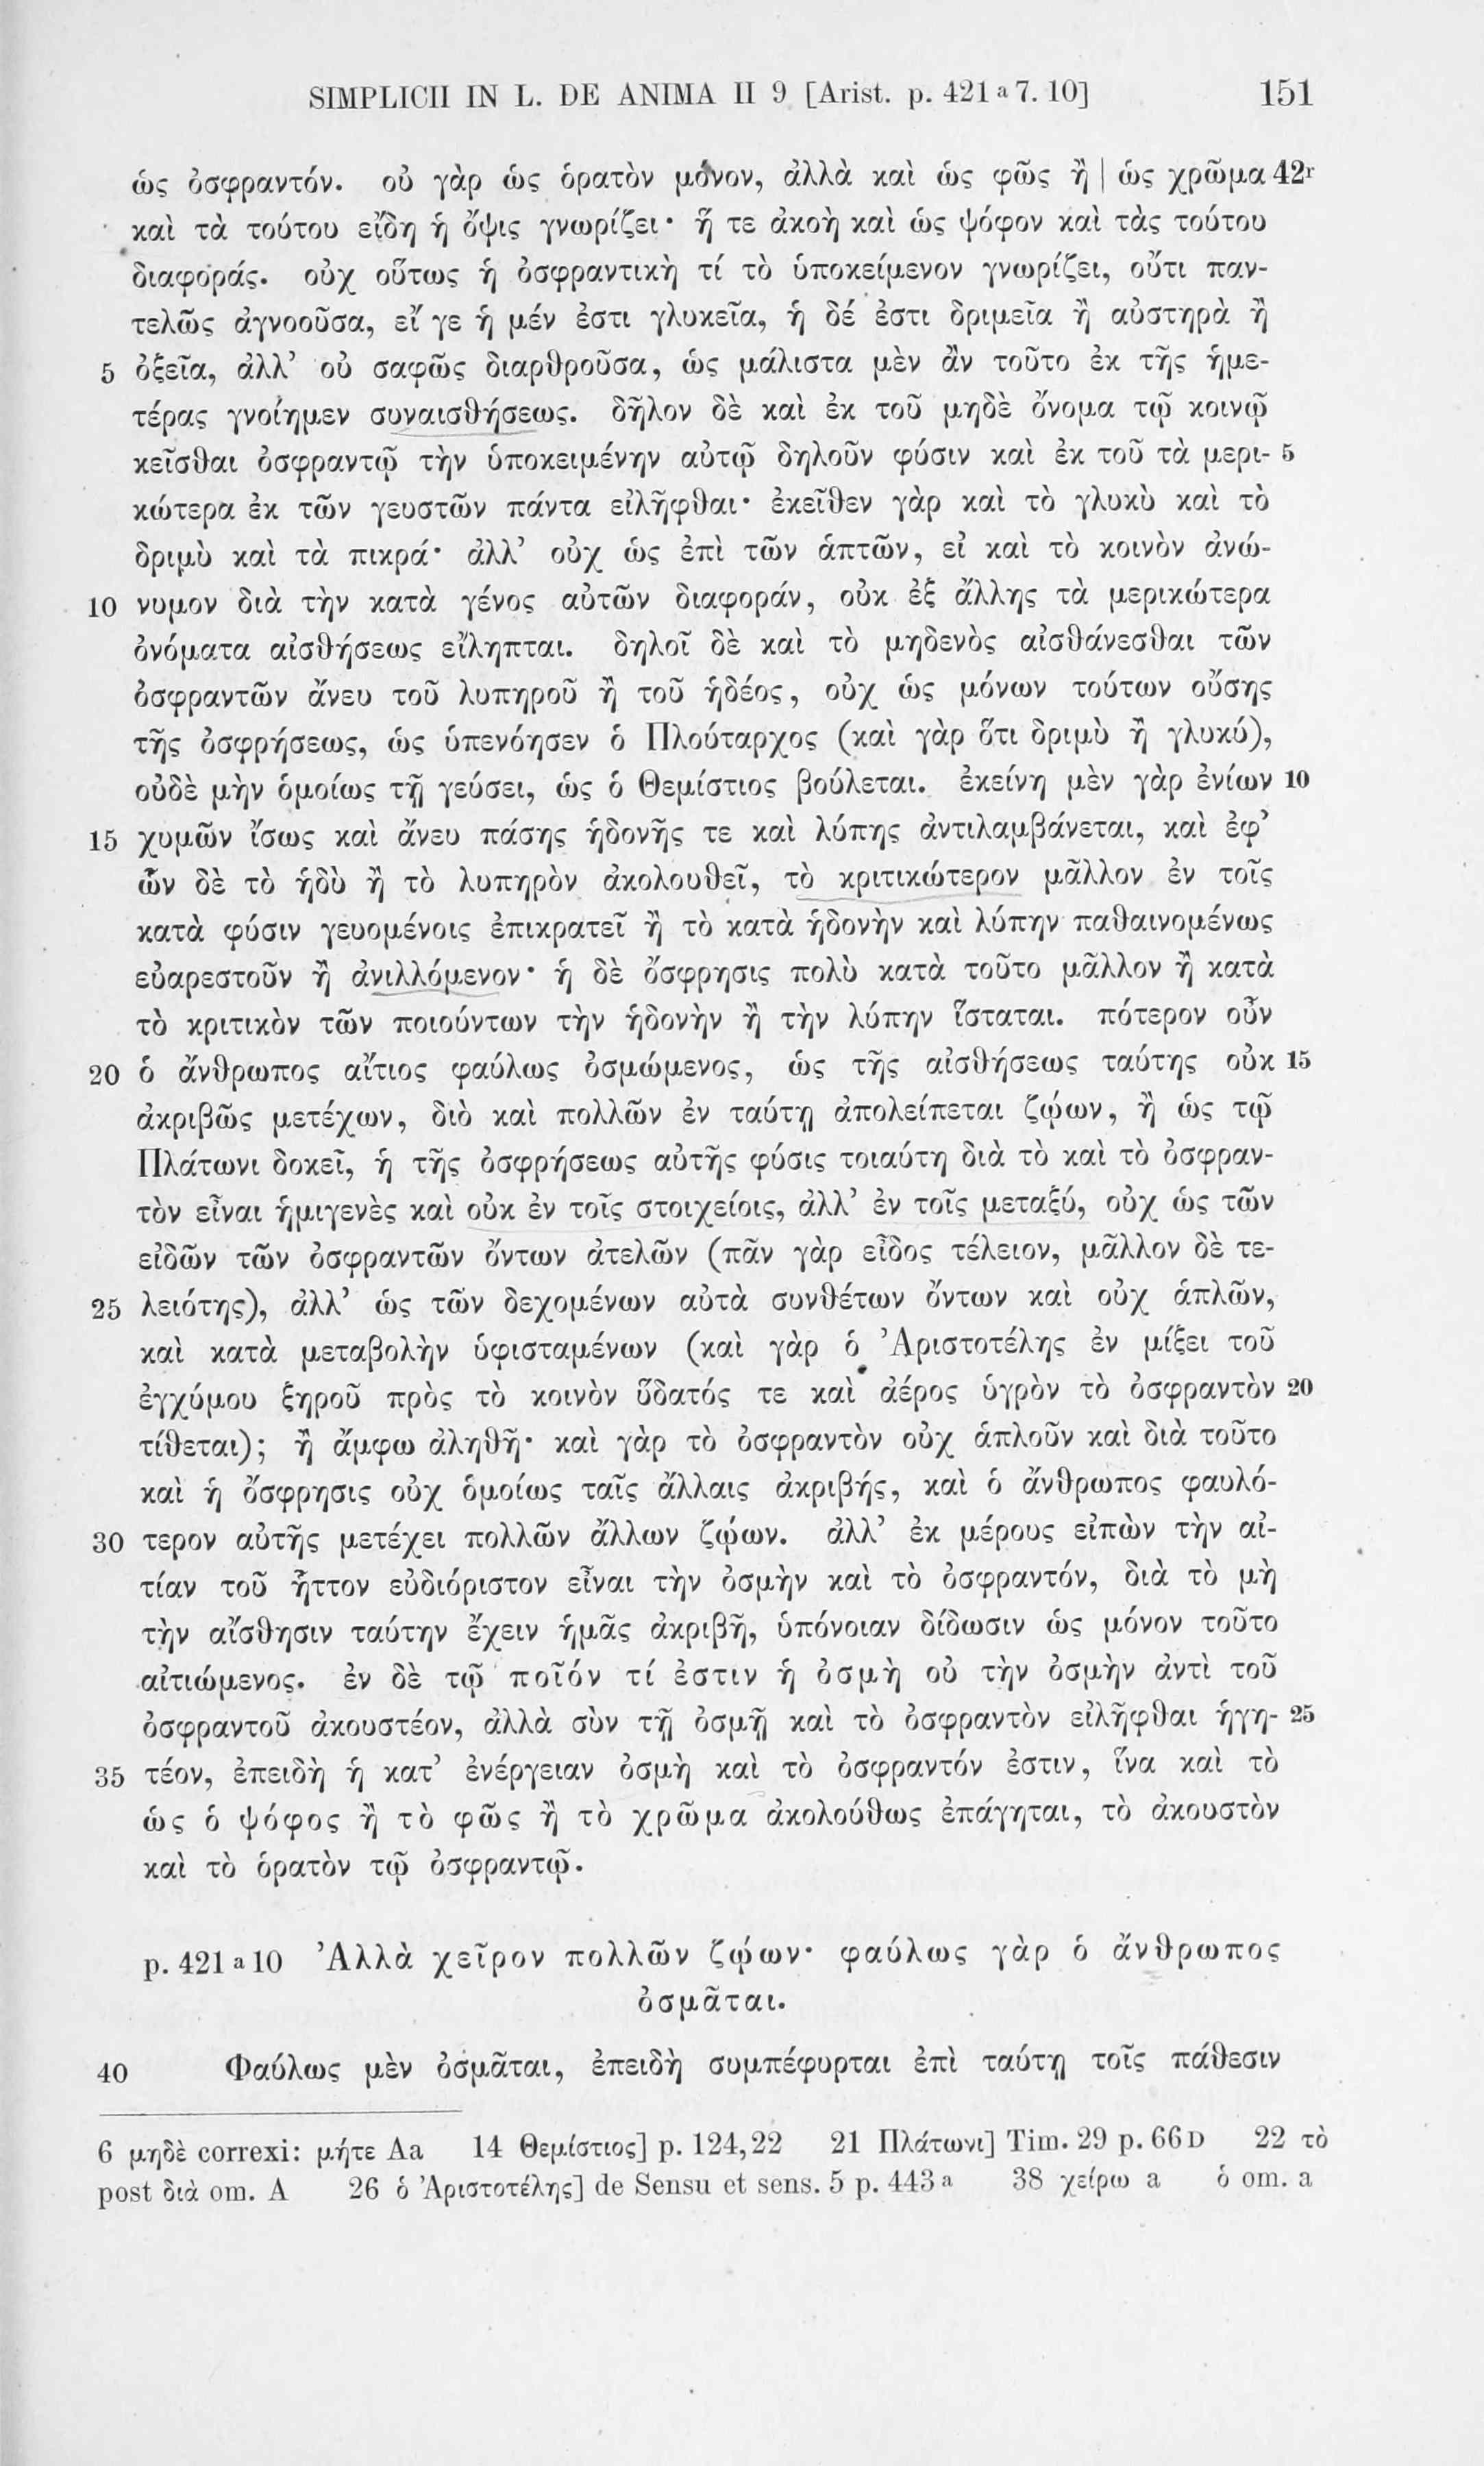 SIMPLICII IN L. DE ANIMA II 9 [Arist. p. 421 a 7. 10] 151
ὡς ὀσφραντόν. οὐ γὰρ ὡς ὁρατὸν μόνον, ἀλλὰ καὶ ὡς φῶς ἢ | ὡς χρῶμα 42r
καὶ τὰ τούτου εἴδη ἡ ὄψις γνωρίζει· ἥ τε ἀκοὴ καὶ ὡς ψόφον καὶ τὰς τούτου
διαφοράς. οὐχ οὕτως ἡ ὀσφραντικὴ τί τὸ ὑποκείμενον γνωρίζει, οὔτι παν-
τελῶς ἀγνοοῦσα, εἴ γε ἡ μέν ἐστι γλυκεῖα, ἡ δέ ἐστι δριμεῖα ἢ αὐστηρὰ ἢ
5 ὀξεῖα, ἀλλ’ οὐ σαφῶς διαρθροῦσα, ὡς μάλιστα μὲν ἂν τοῦτο ἐκ τῆς ἡμε-
τέρας γνοίημεν συναισθήσεως. δῆλον δὲ καὶ ἐκ τοῦ μηδὲ ὄνομα τῷ κοινῷ
κεῖσθαι ὀσφραντῷ τὴν ὑποκειμένην αὐτῷ δηλοῦν φύσιν καὶ ἐκ τοῦ τὰ μερι- 5
κώτερα ἐκ τῶν γευστῶν πάντα εἰλῆφθαι· ἐκεῖθεν γὰρ καὶ τὸ γλυκὺ καὶ τὸ
δριμὺ καὶ τὰ πικρά· ἀλλ’ οὐχ ὡς ἐπὶ τῶν ἁπτῶν, εἰ καὶ τὸ κοινὸν ἀνώ-
10 νυμον διὰ τὴν κατὰ γένος αὐτῶν διαφοράν, οὐκ ἐξ ἄλλης τὰ μερικώτερα
ὀνόματα αἰσθήσεως εἴληπται. δηλοῖ δὲ καὶ τὸ μηδενὸς αἰσθάνεσθαι τῶν
ὀσφραντῶν ἄνευ τοῦ λυπηροῦ ἢ τοῦ ἡδέος, οὐχ ὡς μόνων τούτων οὔσης
τῆς ὀσφρήσεως, ὡς ὑπενόησεν ὁ Πλούταρχος (καὶ γὰρ ὅτι δριμὺ ἢ γλυκύ),
οὐδὲ μὴν ὁμοίως τῇ γεύσει, ὡς ὁ Θεμίστιος βούλεται. ἐκείνη μὲν γὰρ ἐνίων 10
15 χυμῶν ἴσως καὶ ἄνευ πάσης ἡδονῆς τε καὶ λύπης ἀντιλαμβάνεται, καὶ ἐφ’
ὧν δὲ τὸ ἡδὺ ἢ τὸ λυπηρὸν ἀκολουθεῖ, τὸ κριτικώτερον μᾶλλον ἐν τοῖς
κατὰ φύσιν γευομένοις ἐπικρατεῖ ἢ τὸ κατὰ ἡδονὴν καὶ λύπην παθαινομένως
εὐαρεστοῦν ἢ ἀνιλλόμενον· ἡ δὲ ὄσφρησις πολὺ κατὰ τοῦτο μᾶλλον ἢ κατὰ
τὸ κριτικὸν τῶν ποιούντων τὴν ἡδονὴν ἢ τὴν λύπην ἵσταται. πότερον οὖν
20 ὁ ἄνθρωπος αἴτιος φαύλως ὀσμώμενος, ὡς τῆς αἰσθήσεως ταύτης οὐκ 15
ἀκριβῶς μετέχων, διὸ καὶ πολλῶν ἐν ταύτῃ ἀπολείπεται ζῴων, ἢ ὡς τῷ
Πλάτωνι δοκεῖ, ἡ τῆς ὀσφρήσεως αὐτῆς φύσις τοιαύτη διὰ τὸ καὶ τὸ ὀσφραν-
τὸν εἶναι ἡμιγενὲς καὶ οὐκ ἐν τοῖς στοιχείοις, ἀλλ’ ἐν τοῖς μεταξύ, οὐχ ὡς τῶν
εἰδῶν τῶν ὀσφραντῶν ὄντων ἀτελῶν (πᾶν γὰρ εἶδος τέλειον, μᾶλλον δὲ τε-
25 λειότης), ἀλλ’ ὡς τῶν δεχομένων αὐτὰ συνθέτων ὄντων καὶ οὐχ ἁπλῶν,
καὶ κατὰ μεταβολὴν ὑφισταμένων (καὶ γὰρ ὁ Ἀριστοτέλης ἐν μίξει τοῦ
ἐγχύμου ξηροῦ πρὸς τὸ κοινὸν ὕδατός τε καὶ ἀέρος ὑγρὸν τὸ ὀσφραντὸν 20
τίθεται); ἢ ἄμφω ἀληθῆ· καὶ γὰρ τὸ ὀσφραντὸν οὐχ ἁπλοῦν καὶ διὰ τοῦτο
καὶ ἡ ὄσφρησις οὐχ ὁμοίως ταῖς ἄλλαις ἀκριβής, καὶ ὁ ἄνθρωπος φαυλό-
30 τερον αὐτῆς μετέχει πολλῶν ἄλλων ζῴων. ἀλλ’ ἐκ μέρους εἰπὼν τὴν αἰ-
τίαν τοῦ ἧττον εὐδιόριστον εἶναι τὴν ὀσμὴν καὶ τὸ ὀσφραντόν, διὰ τὸ μὴ
τὴν αἴσθησιν ταύτην ἔχειν ἡμᾶς ἀκριβῆ, ὑπόνοιαν δίδωσιν ὡς μόνον τοῦτο
αἰτιώμενος. ἐν δὲ τῷ ποῖόν τί ἐστιν ἡ ὀσμὴ οὐ τὴν ὀσμὴν ἀντὶ τοῦ
ὀσφραντοῦ ἀκουστέον, ἀλλὰ σὺν τῇ ὀσμῇ καὶ τὸ ὀσφραντὸν εἰλῆφθαι ἡγη- 25
35 τέον, ἐπειδὴ ἡ κατ’ ἐνέργειαν ὀσμὴ καὶ τὸ ὀσφραντόν ἐστιν, ἵνα καὶ τὸ
ὡς ὁ ψόφος ἢ τὸ φῶς ἢ τὸ χρῶμα ἀκολούθως ἐπάγηται, τὸ ἀκουστὸν
καὶ τὸ ὁρατὸν τῷ ὀσφραντῷ.
p. 421 a 10 Ἀλλὰ χεῖρον πολλῶν ζῴων· φαύλως γὰρ ὁ ἄνθρωπος
ὀσμᾶται.
40 Φαύλως μὲν ὀσμᾶται, ἐπειδὴ συμπέφυρται ἐπὶ ταύτῃ τοῖς πάθεσιν
6 μηδὲ correxi: μήτε Aa 14 Θεμίστιος] p. 124,22 21 Πλάτωνι] Tim. 29 p. 66D 22 τὸ
post διὰ om. A 26 ὁ Ἀριστοτέλης] de Sensu et sens. 5 p. 443 a 38 χείρω a ὁ om. a